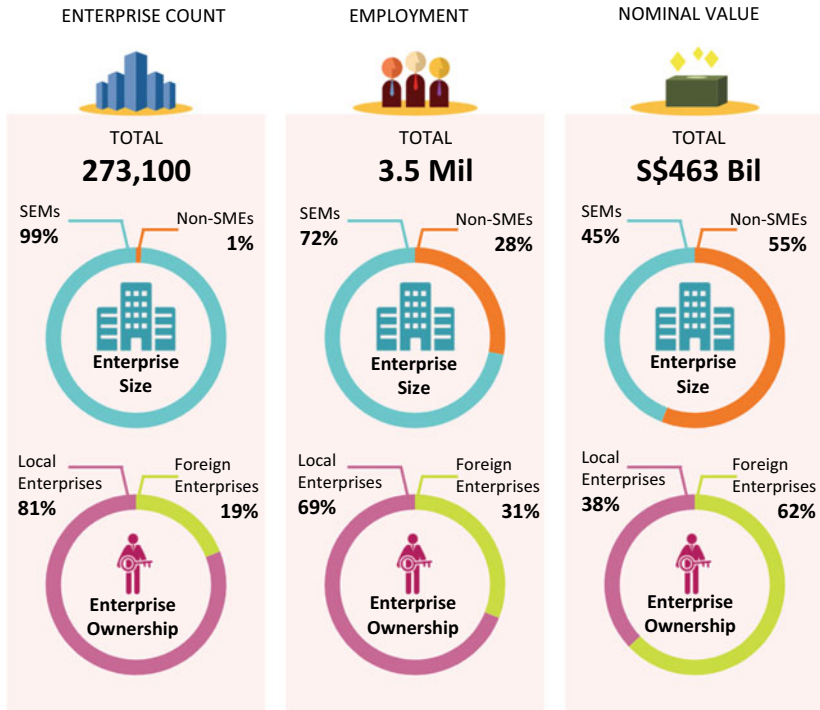 ENTERPRISE COUNT
TOTAL
273,100
SEMs
99%
Non-SMEs
1%
Enterprise
Size
Local
Enterprises
81%
Foreign
Enterprises
19%
Enterprise
Ownership
EMPLOYMENT
TOTAL
3.5 Mil
SEMs
72%
Non-SMEs
28%
Enterprise
Size
Local
Enterprises
69%
Foreign
Enterprises
31%
Enterprise
Ownership
NOMINAL VALUE
TOTAL
S$463 Bil
SEMs
45%
Non-SMEs
55%
Enterprise
Size
Local
Enterprises
38%
Foreign
Enterprises
62%
Enterprise
Ownership